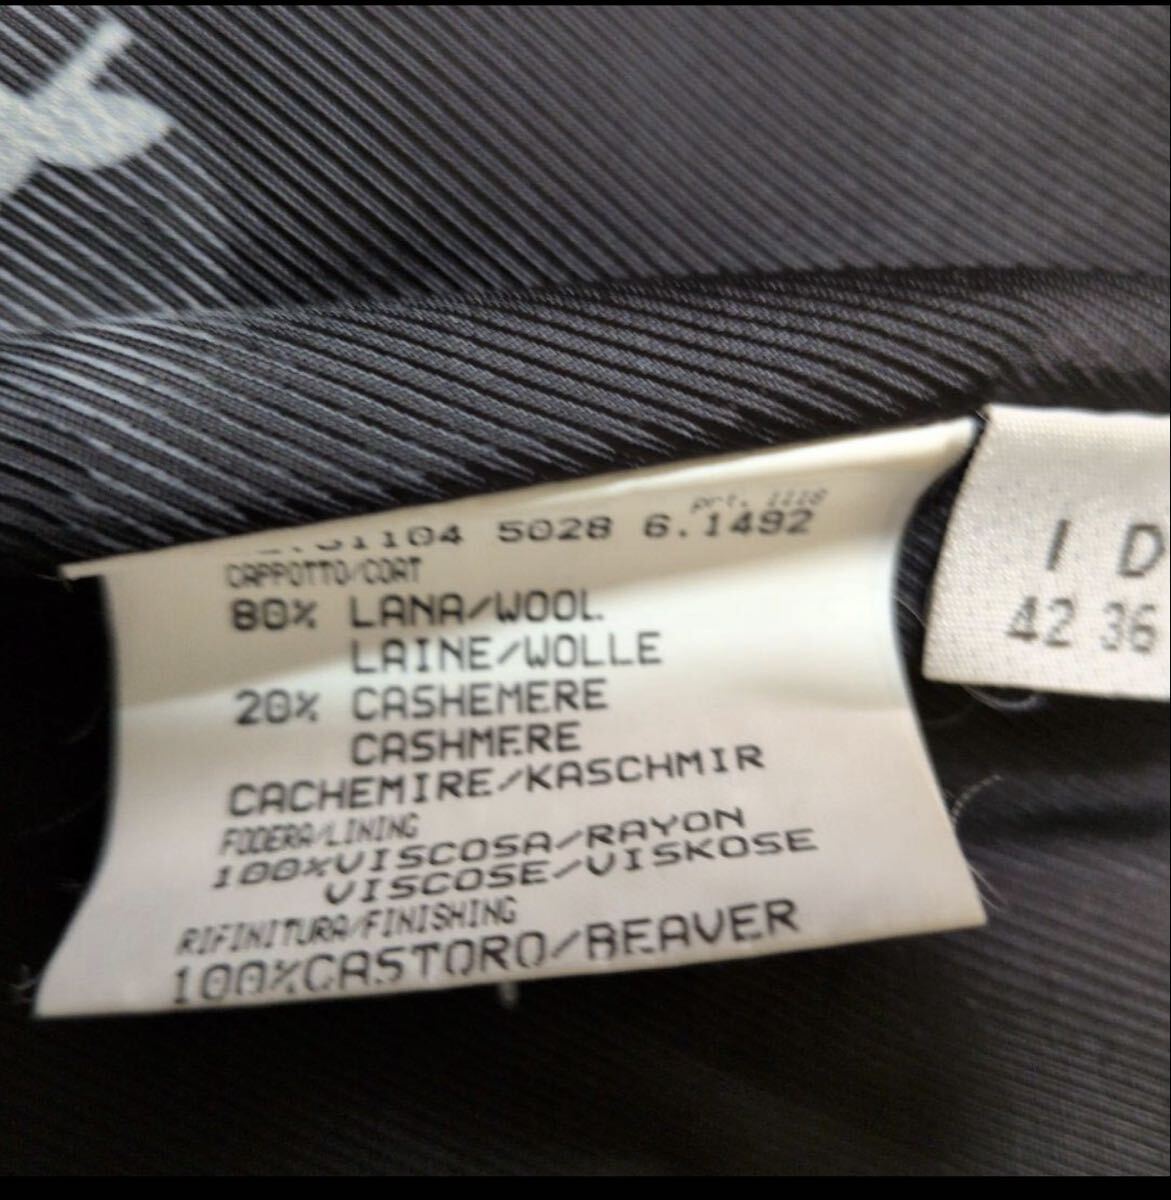 prt. 1118
1104 5028 6.1492
CAPPOTTO/COAT
80% LANA/WOOL
LAINE/WOLLE
20% CASHEMERE
CASHMERE
CACHEMIRE/KASCHMIR
FODERA/LINING
100%VISCOSA/RAYON
VISCOSE/VISKOSE
RIFINITURA/FINISHING
100%CASTORO/BEAVER
I D
42 36